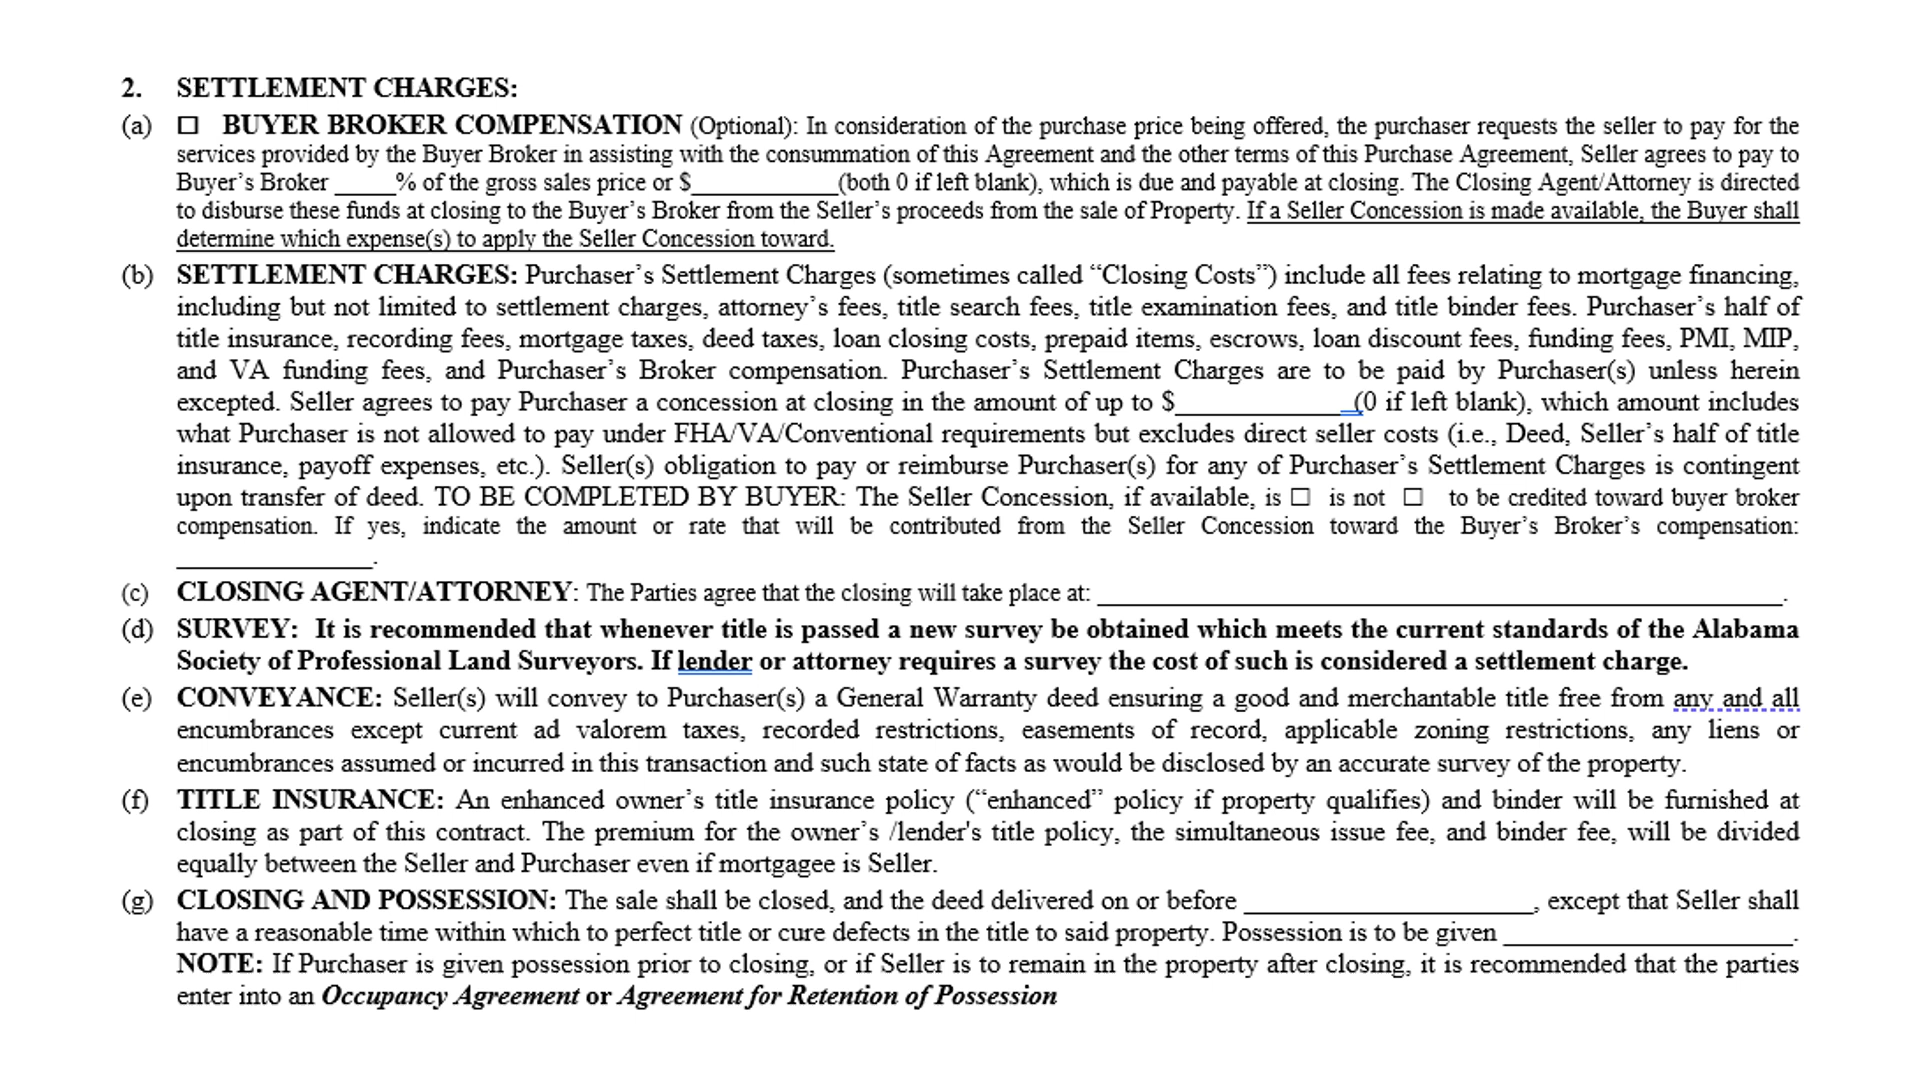 2. SETTLEMENT CHARGES:
(a) ☐ BUYER BROKER COMPENSATION (Optional): In consideration of the purchase price being offered, the purchaser requests the seller to pay for the
services provided by the Buyer Broker in assisting with the consummation of this Agreement and the other terms of this Purchase Agreement, Seller agrees to pay to
Buyer's Broker _____% of the gross sales price or $____________(both 0 if left blank), which is due and payable at closing. The Closing Agent/Attorney is directed
to disburse these funds at closing to the Buyer's Broker from the Seller's proceeds from the sale of Property. If a Seller Concession is made available, the Buyer shall
determine which expense(s) to apply the Seller Concession toward.
(b) SETTLEMENT CHARGES: Purchaser's Settlement Charges (sometimes called “Closing Costs”) include all fees relating to mortgage financing,
including but not limited to settlement charges, attorney's fees, title search fees, title examination fees, and title binder fees. Purchaser's half of
title insurance, recording fees, mortgage taxes, deed taxes, loan closing costs, prepaid items, escrows, loan discount fees, funding fees, PMI, MIP,
and VA funding fees, and Purchaser's Broker compensation. Purchaser's Settlement Charges are to be paid by Purchaser(s) unless herein
excepted. Seller agrees to pay Purchaser a concession at closing in the amount of up to $______________(0 if left blank), which amount includes
what Purchaser is not allowed to pay under FHA/VA/Conventional requirements but excludes direct seller costs (i.e., Deed, Seller's half of title
insurance, payoff expenses, etc.). Seller(s) obligation to pay or reimburse Purchaser(s) for any of Purchaser's Settlement Charges is contingent
upon transfer of deed. TO BE COMPLETED BY BUYER: The Seller Concession, if available, is ☐ is not ☐ to be credited toward buyer broker
compensation. If yes, indicate the amount or rate that will be contributed from the Seller Concession toward the Buyer's Broker's compensation:
________________.
(c) CLOSING AGENT/ATTORNEY: The Parties agree that the closing will take place at: ________________________________________________________.
(d) SURVEY: It is recommended that whenever title is passed a new survey be obtained which meets the current standards of the Alabama
Society of Professional Land Surveyors. If lender or attorney requires a survey the cost of such is considered a settlement charge.
(e) CONVEYANCE: Seller(s) will convey to Purchaser(s) a General Warranty deed ensuring a good and merchantable title free from any and all
encumbrances except current ad valorem taxes, recorded restrictions, easements of record, applicable zoning restrictions, any liens or
encumbrances assumed or incurred in this transaction and such state of facts as would be disclosed by an accurate survey of the property.
(f) TITLE INSURANCE: An enhanced owner's title insurance policy (“enhanced” policy if property qualifies) and binder will be furnished at
closing as part of this contract. The premium for the owner's /lender's title policy, the simultaneous issue fee, and binder fee, will be divided
equally between the Seller and Purchaser even if mortgagee is Seller.
(g) CLOSING AND POSSESSION: The sale shall be closed, and the deed delivered on or before ________________________, except that Seller shall
have a reasonable time within which to perfect title or cure defects in the title to said property. Possession is to be given ________________________.
NOTE: If Purchaser is given possession prior to closing, or if Seller is to remain in the property after closing, it is recommended that the parties
enter into an Occupancy Agreement or Agreement for Retention of Possession